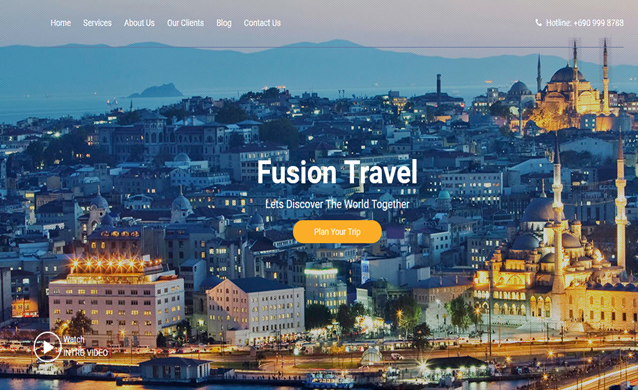 Home Services About Us Our Clients Blog Contact Us
Hotline: +690 999 8768
Fusion Travel
Lets Discover The World Together
Plan Your Trip
Watch
INTRO VIDEO